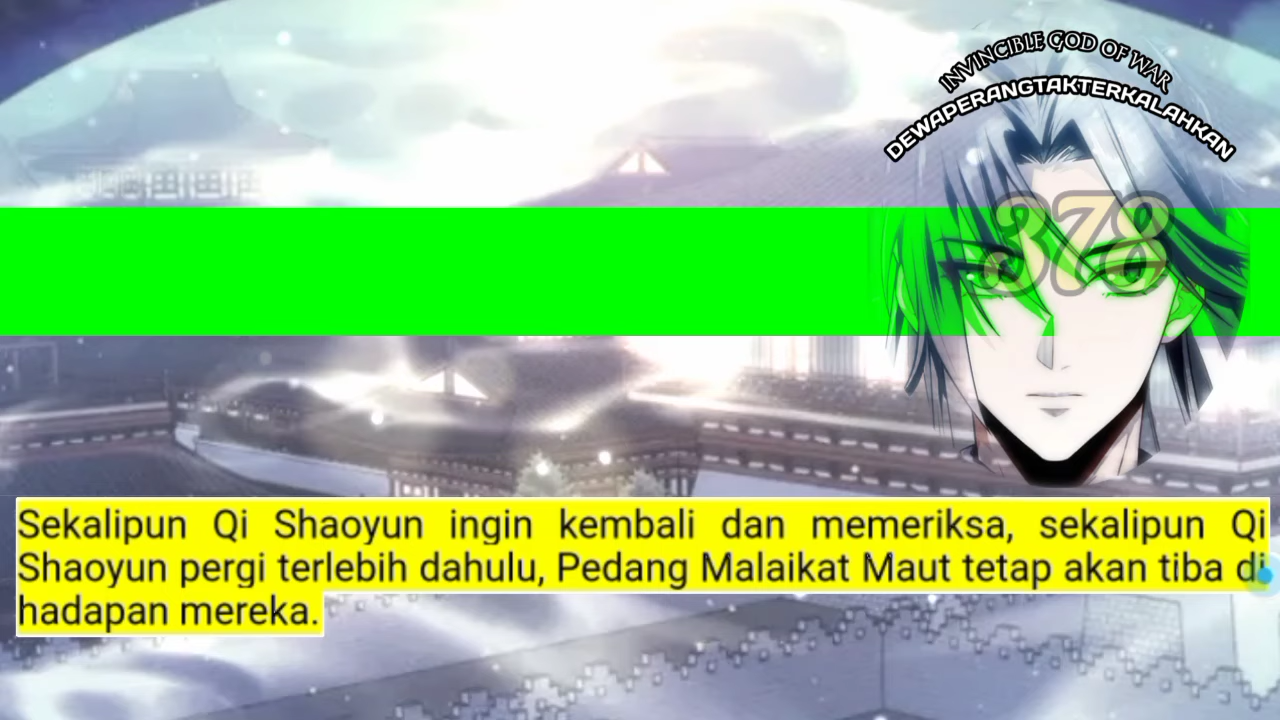 INVINCIBLE GOD OF WAR
DEWAPERANGTAKTERKALAHKAN
378
Sekalipun Qi Shaoyun ingin kembali dan memeriksa, sekalipun Qi
Shaoyun pergi terlebih dahulu, Pedang Malaikat Maut tetap akan tiba di
hadapan mereka.